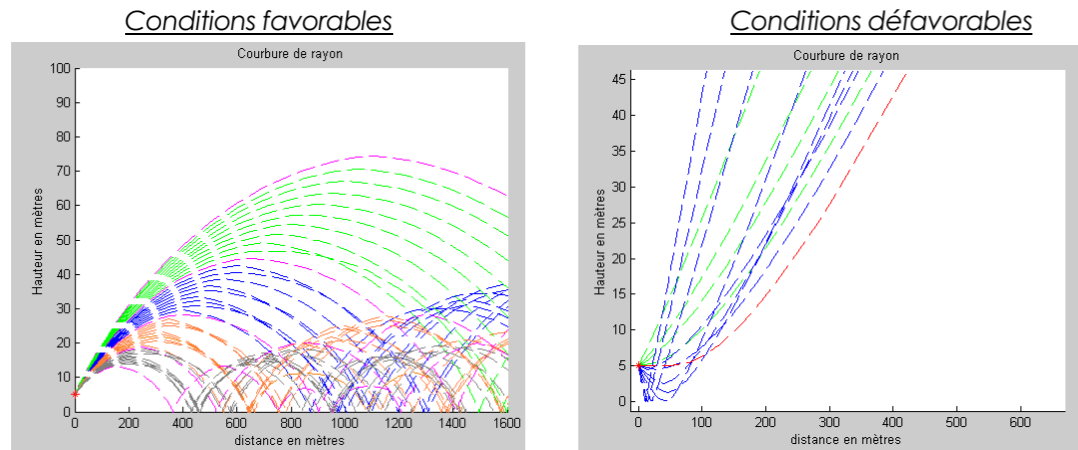 Conditions favorables
Courbure de rayon
100
90
80
70
60
50
40
30
20
10
0
Hauteur en mètres
0 200 400 600 800 1000 1200 1400 1600
distance en mètres
Conditions défavorables
Courbure de rayon
45
40
35
30
25
20
15
10
5
0
Hauteur en mètres
0 100 200 300 400 500 600
distance en mètres